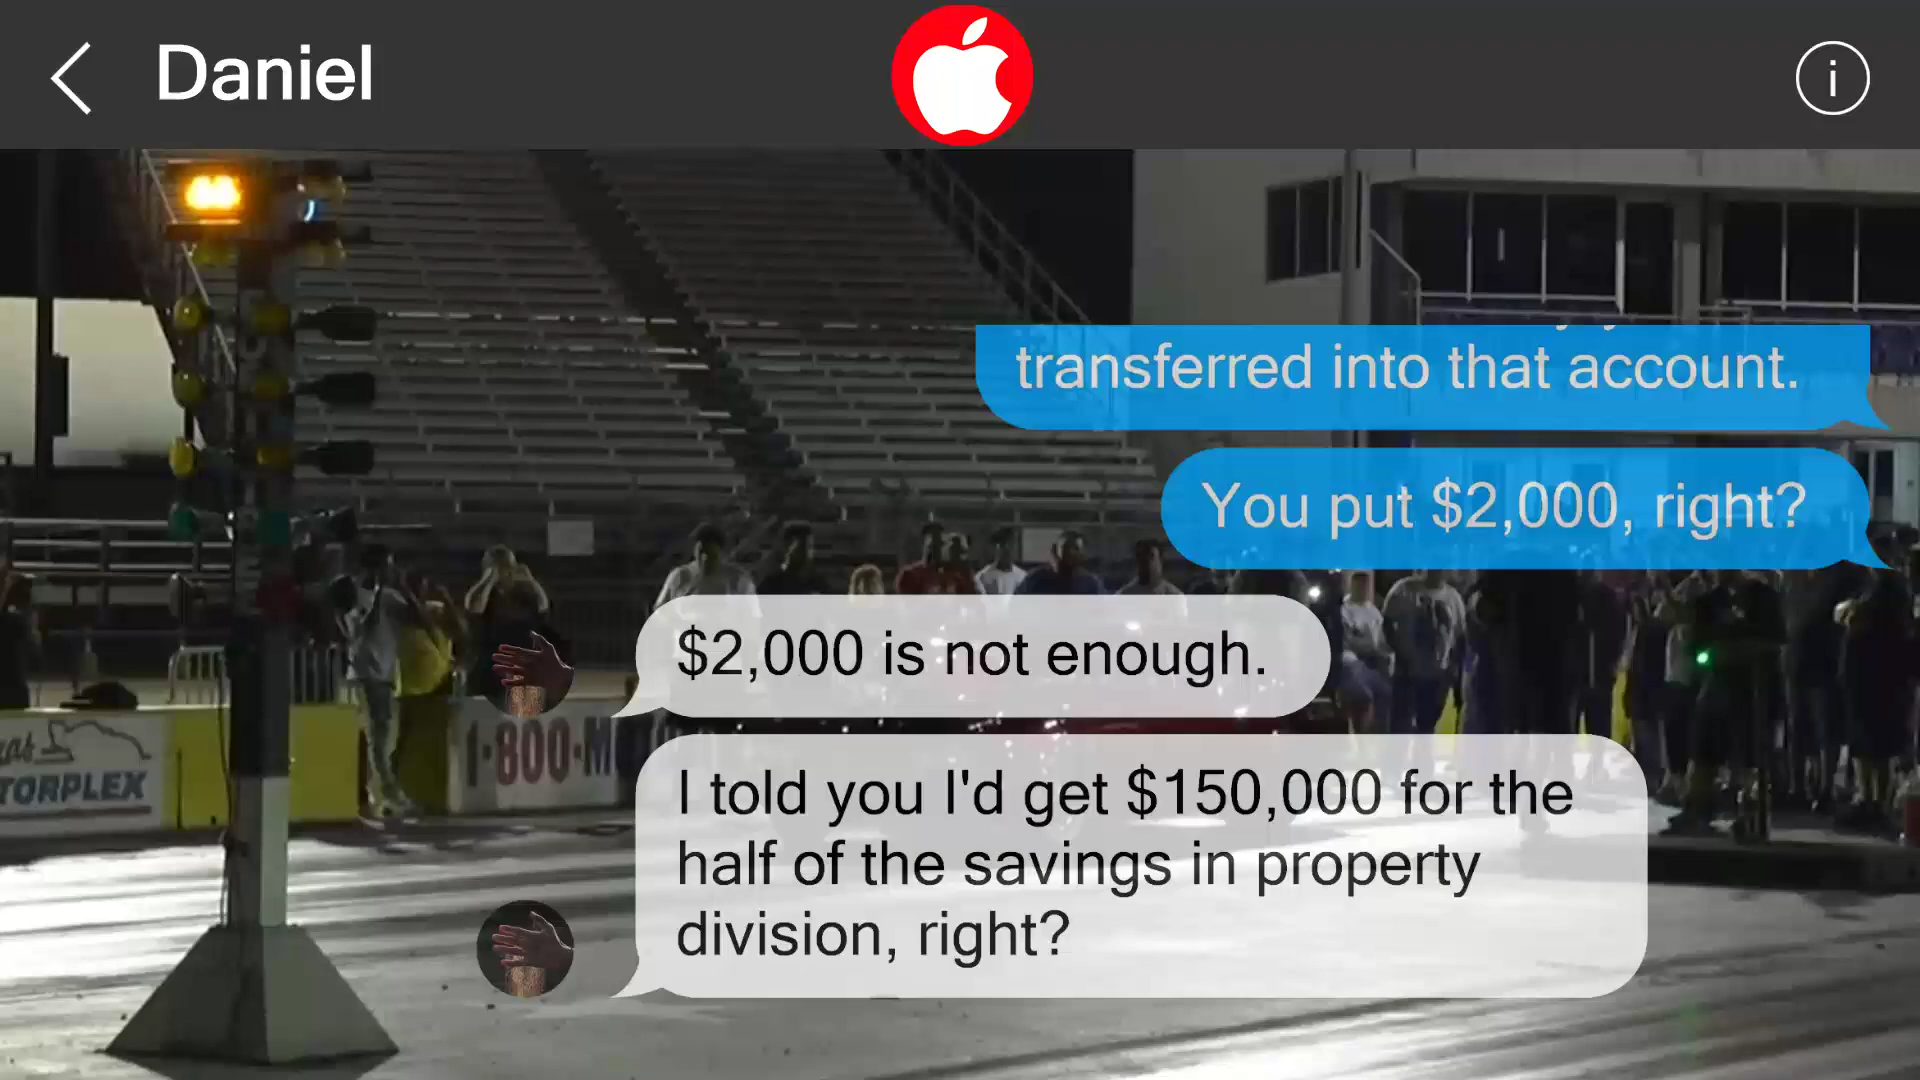 Daniel
i
transferred into that account.
You put $2,000, right?
$2,000 is not enough.
1-800-M
I told you I'd get $150,000 for the
half of the savings in property
division, right?
TORPLEX